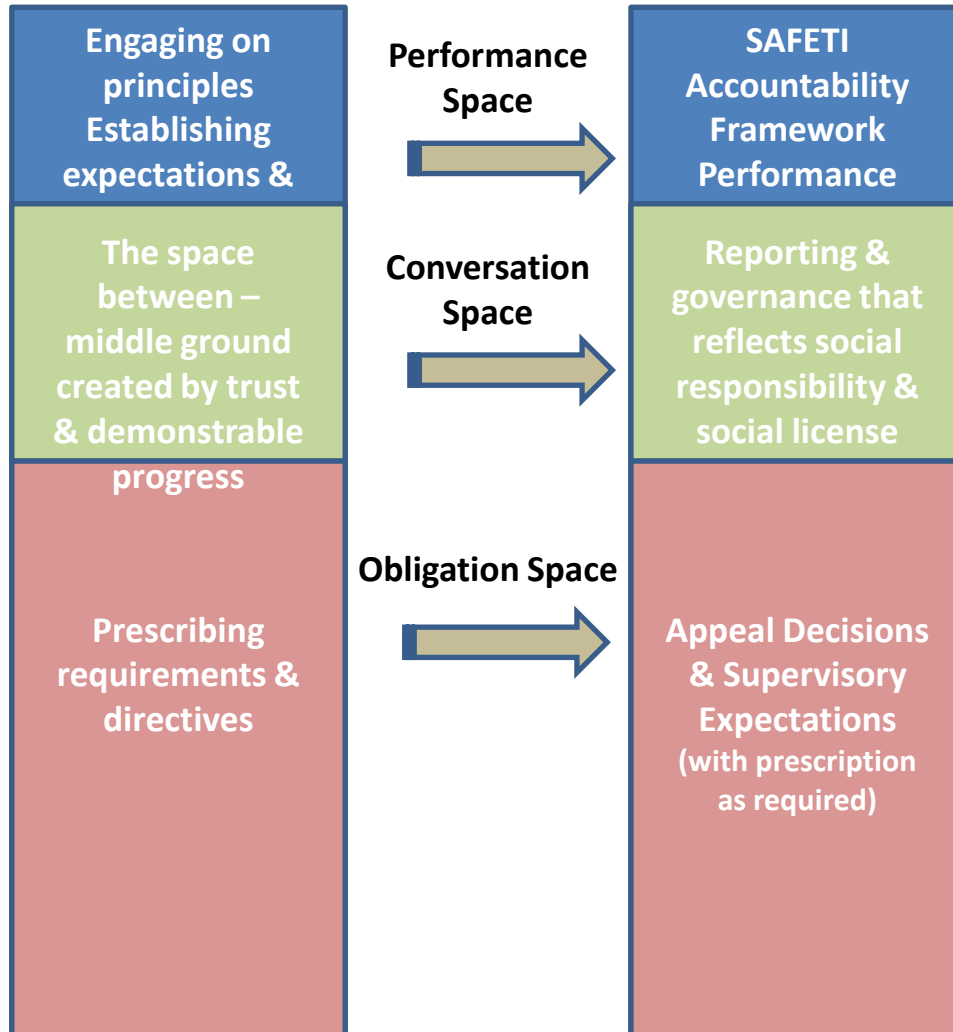 Engaging on
principles
Establishing
expectations &
Performance
Space
SAFETI
Accountability
Framework
Performance
The space
between –
middle ground
created by trust
& demonstrable
progress
Conversation
Space
Reporting &
governance that
reflects social
responsibility &
social license
Obligation Space
Prescribing
requirements &
directives
Appeal Decisions
& Supervisory
Expectations
(with prescription
as required)